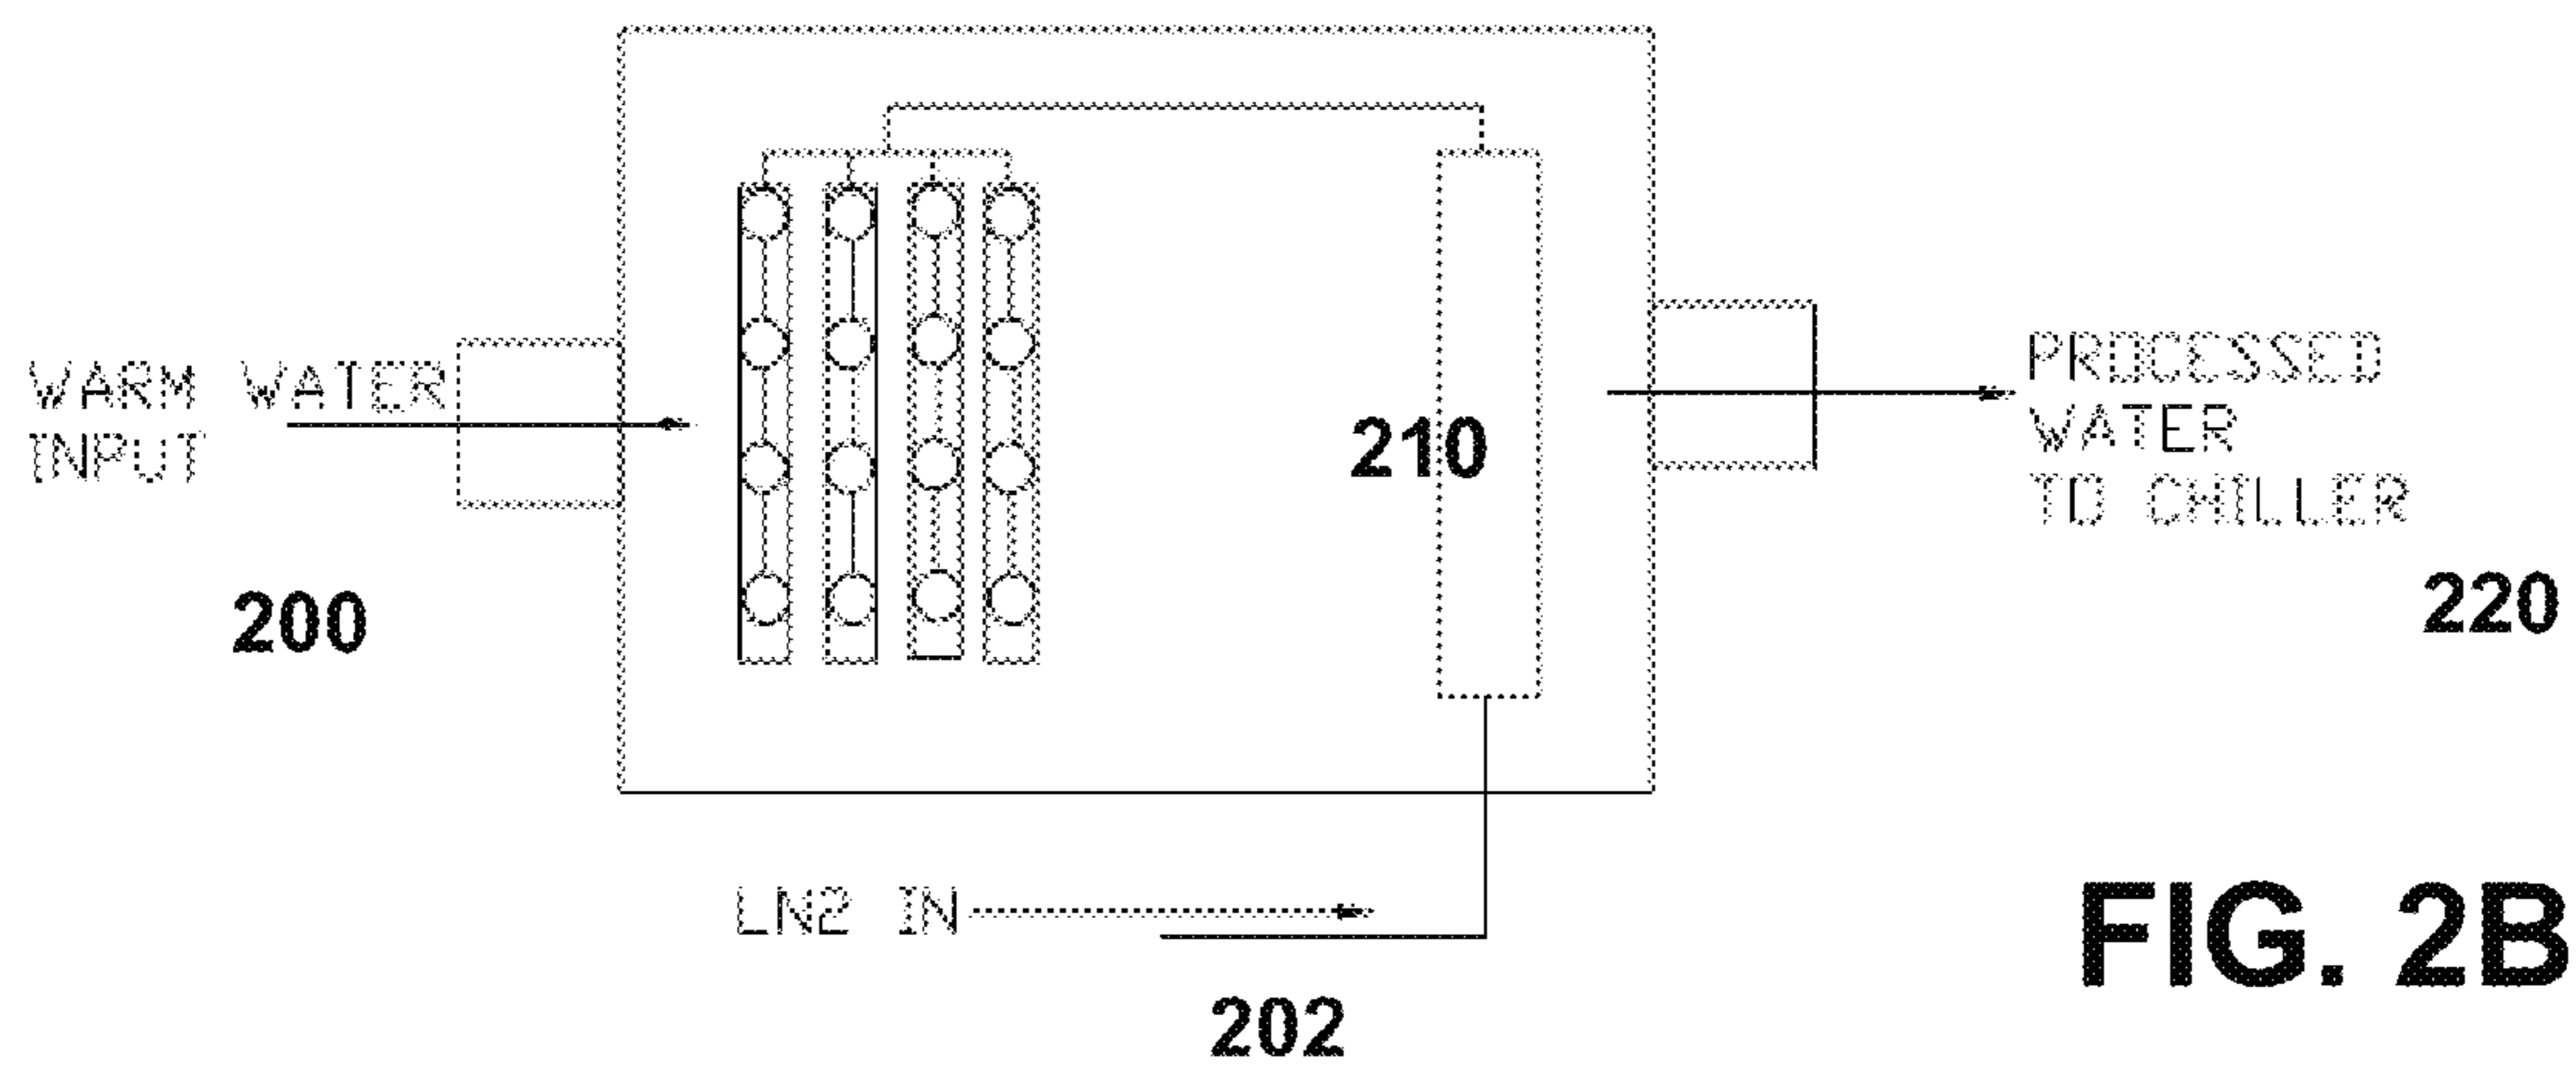 WARM WATER
INPUT
200
210
PROCESSED
WATER
TO CHILLER
220
LN2 IN
202
FIG. 2B